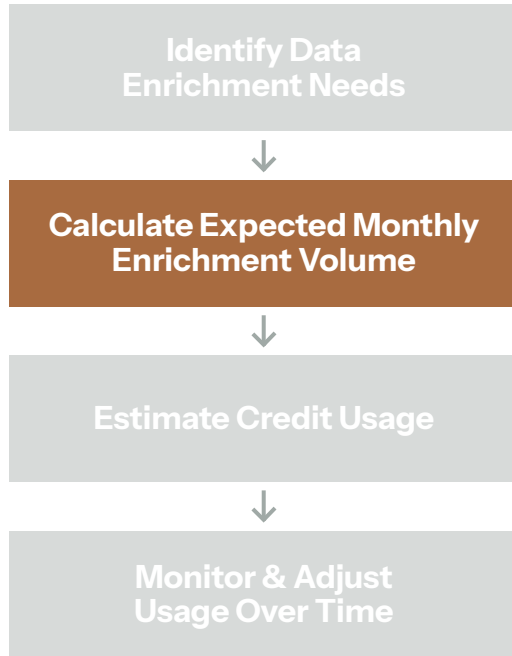 Identify Data
Enrichment Needs
Calculate Expected Monthly
Enrichment Volume
Estimate Credit Usage
Monitor & Adjust
Usage Over Time